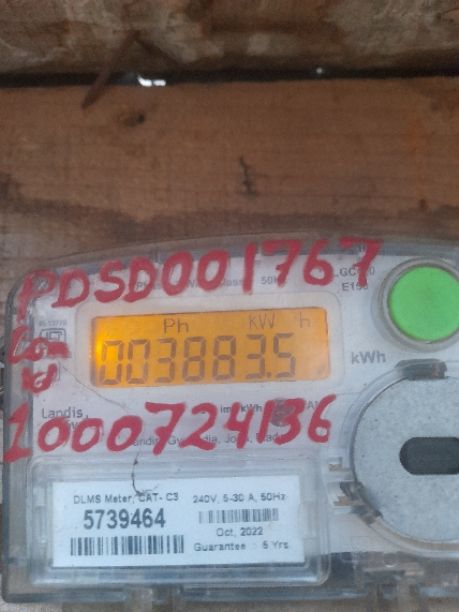 PDSD001767
50Hz
Ph kW h
003883.5
kWh
Con
id
Landis
1000724136
DLMS Meter, CAT- C3 240V, 5-30 A, 50Hz
5739464
Oct, 2022
Guarantee : 5 Yrs.